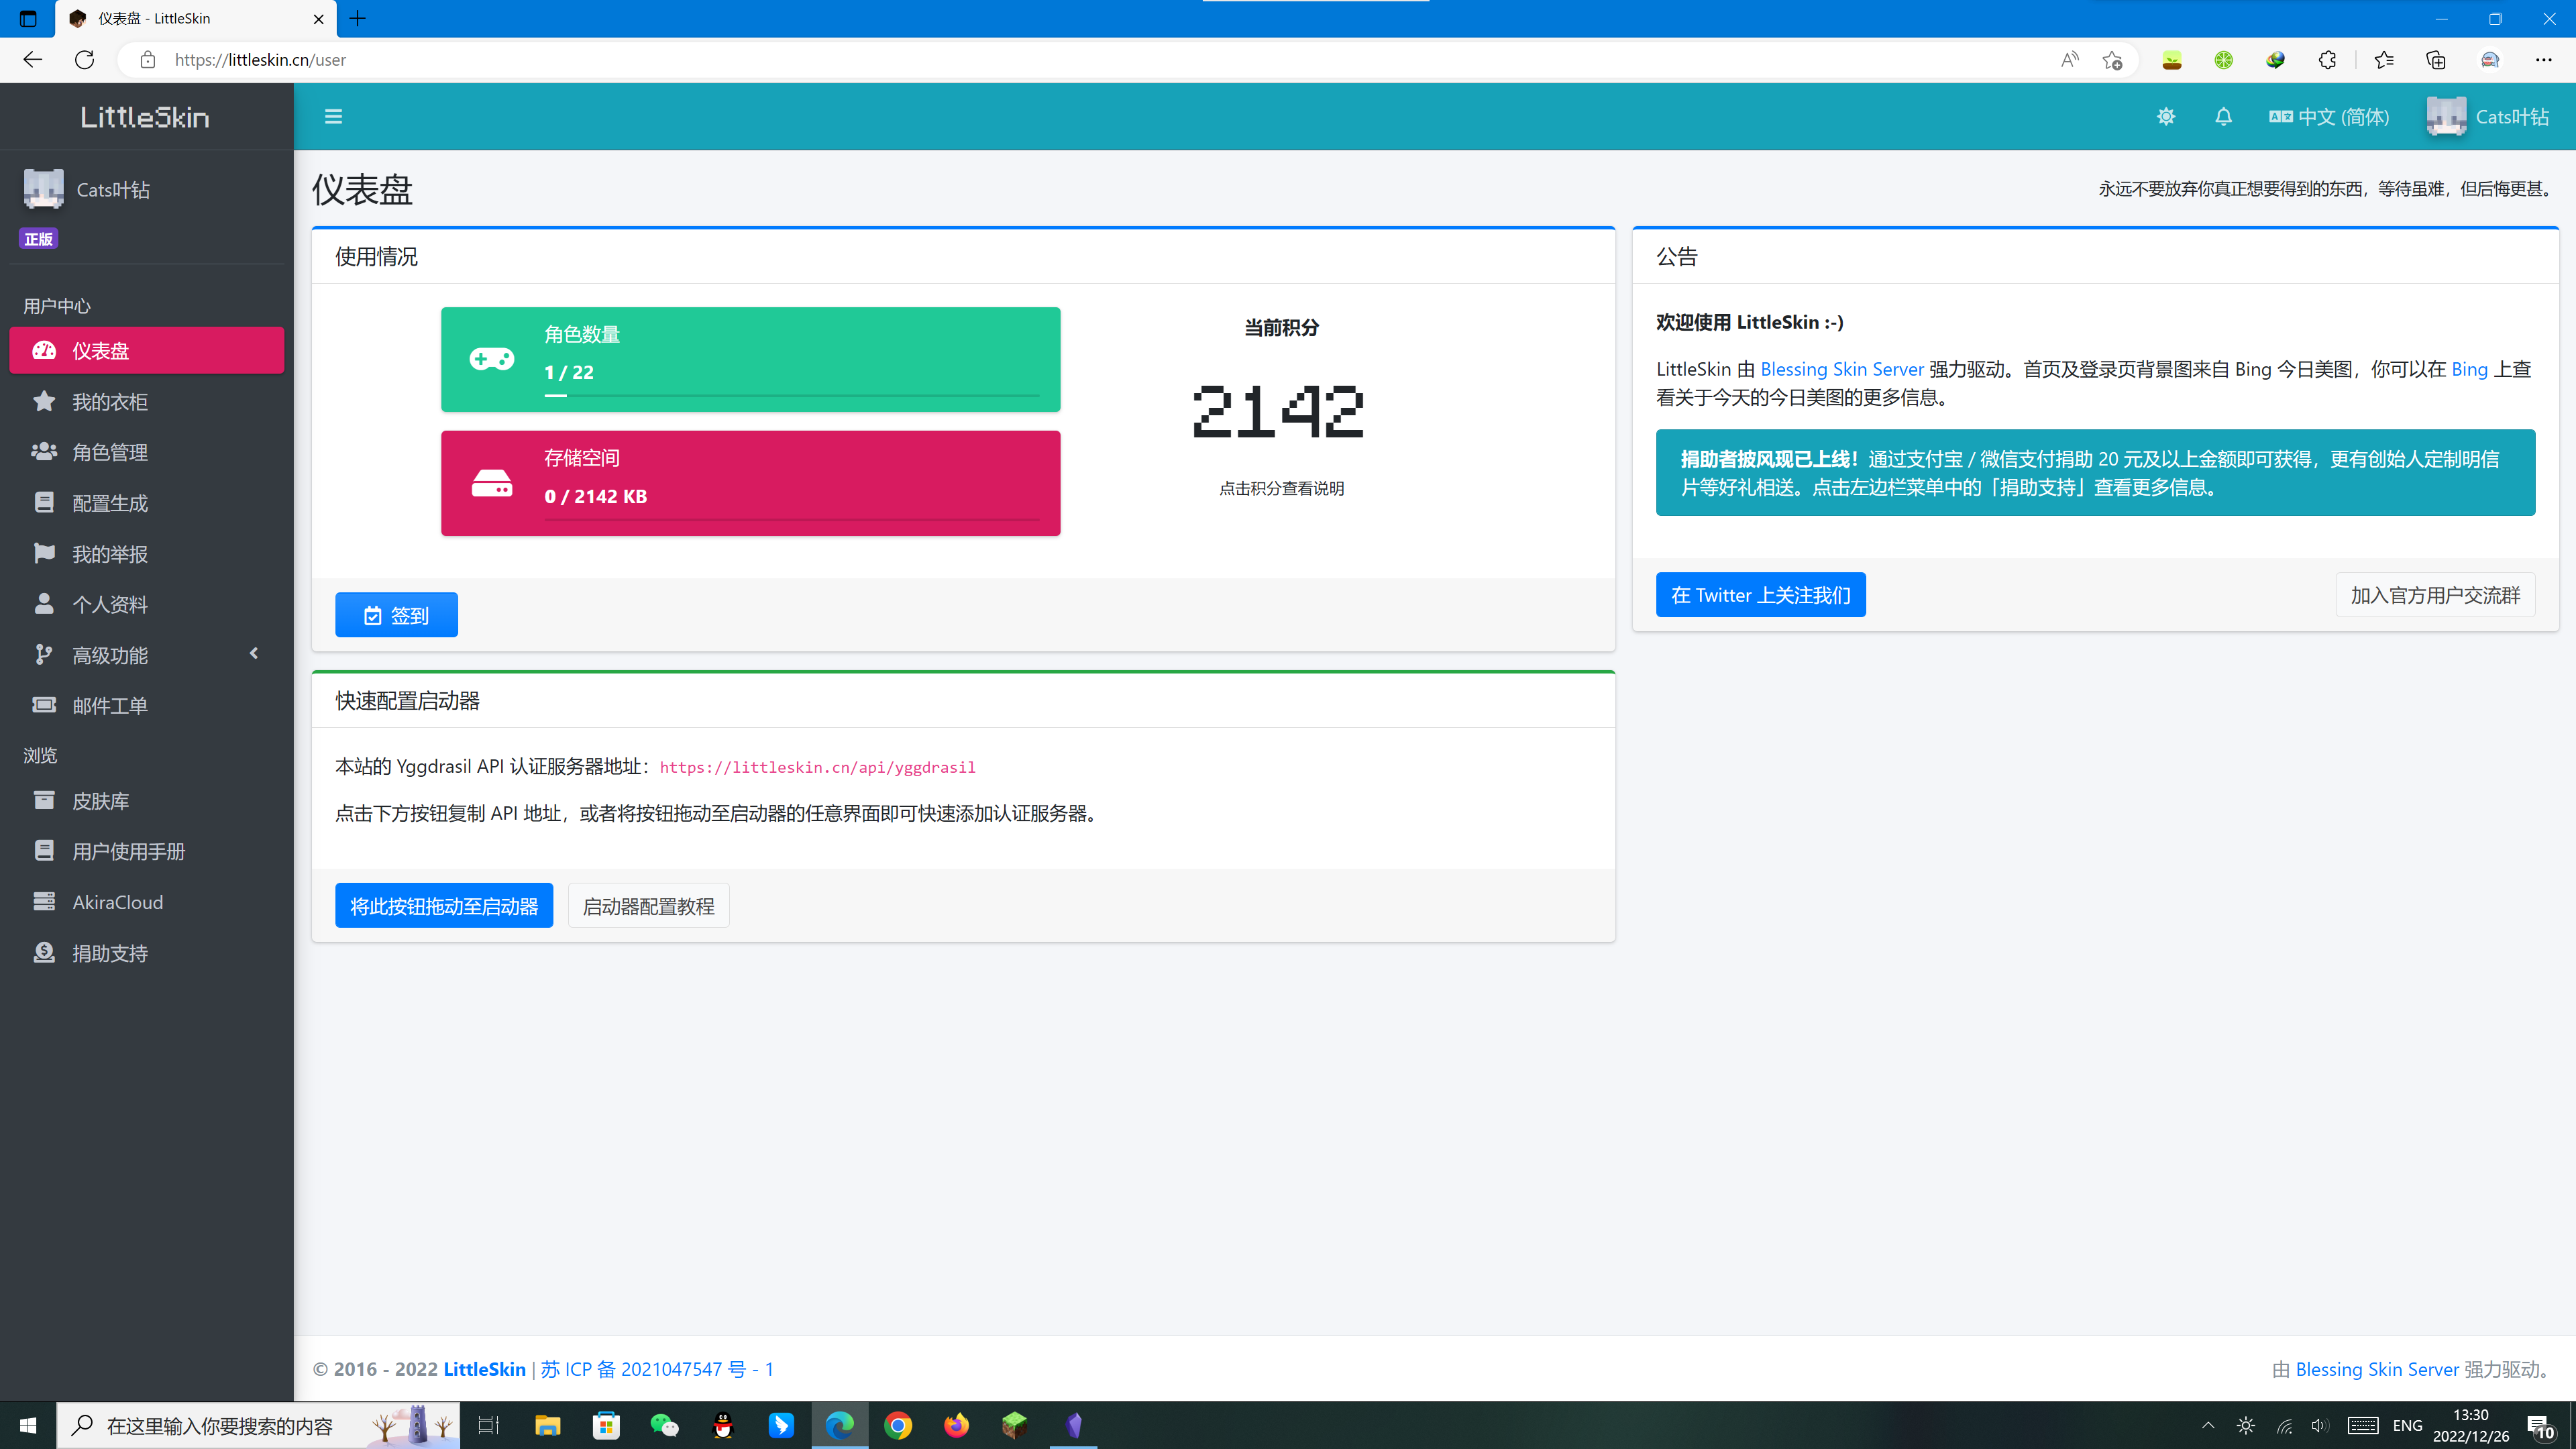 仪表盘 - LittleSkin
https://littleskin.cn/user
LittleSkin
中文 (简体)
Cats叶钻
Cats叶钻
正版
用户中心
仪表盘
我的衣柜
角色管理
配置生成
我的举报
个人资料
高级功能
邮件工单
浏览
皮肤库
用户使用手册
AkiraCloud
捐助支持
仪表盘
永远不要放弃你真正想要得到的东西，等待虽难，但后悔更甚。
使用情况
角色数量
1 / 22
存储空间
0 / 2142 KB
当前积分
2142
点击积分查看说明
签到
快速配置启动器
本站的 Yggdrasil API 认证服务器地址：https://littleskin.cn/api/yggdrasil
点击下方按钮复制 API 地址，或者将按钮拖动至启动器的任意界面即可快速添加认证服务器。
将此按钮拖动至启动器
启动器配置教程
公告
欢迎使用 LittleSkin :-)
LittleSkin 由 Blessing Skin Server 强力驱动。首页及登录页背景图来自 Bing 今日美图，你可以在 Bing 上查
看关于今天的今日美图的更多信息。
捐助者披风现已上线！通过支付宝 / 微信支付捐助 20 元及以上金额即可获得，更有创始人定制明信
片等好礼相送。点击左边栏菜单中的「捐助支持」查看更多信息。
在 Twitter 上关注我们
加入官方用户交流群
© 2016 - 2022 LittleSkin | 苏 ICP 备 2021047547 号 - 1
由 Blessing Skin Server 强力驱动。
在这里输入你要搜索的内容
ENG
13:30
2022/12/26
10